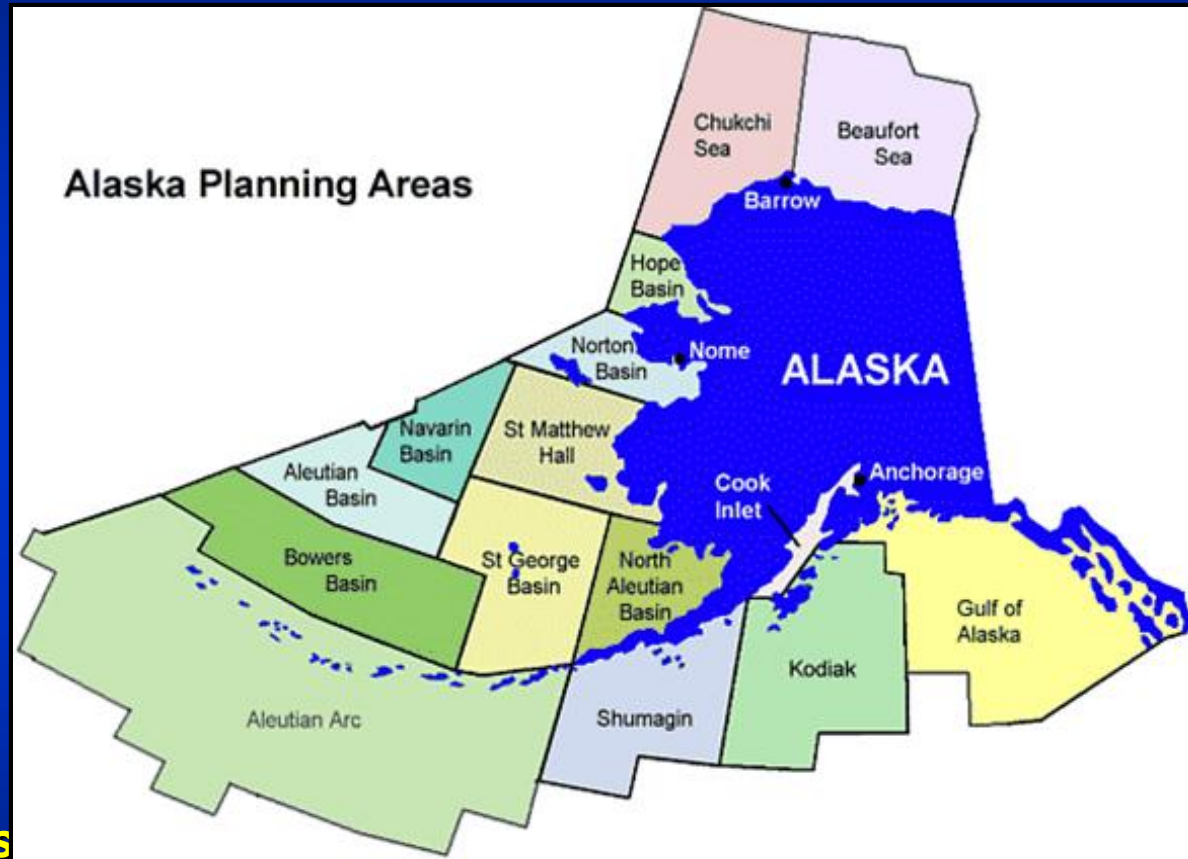 Alaska Planning Areas
Chukchi
Sea
Beaufort
Sea
Barrow
Hope
Basin
Norton
Basin
Nome
ALASKA
Navarin
Basin
St Matthew
Hall
Aleutian
Basin
Anchorage
Cook
Inlet
Bowers
Basin
St George
Basin
North
Aleutian
Basin
Gulf of
Alaska
Kodiak
Aleutian Arc
Shumagin
s